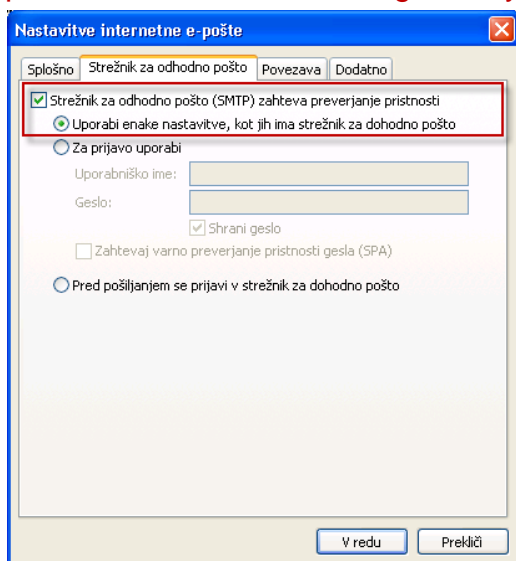 Nastavitve internetne e-pošte
Splošno Strežnik za odhodno pošto Povezava Dodatno
Strežnik za odhodno pošto (SMTP) zahteva preverjanje pristnosti
Uporabi enake nastavitve, kot jih ima strežnik za dohodno pošto
Za prijavo uporabi
Uporabniško ime:
Geslo:
Shrani geslo
Zahtevaj varno preverjanje pristnosti gesla (SPA)
Pred pošiljanjem se prijavi v strežnik za dohodno pošto
V redu Prekliči